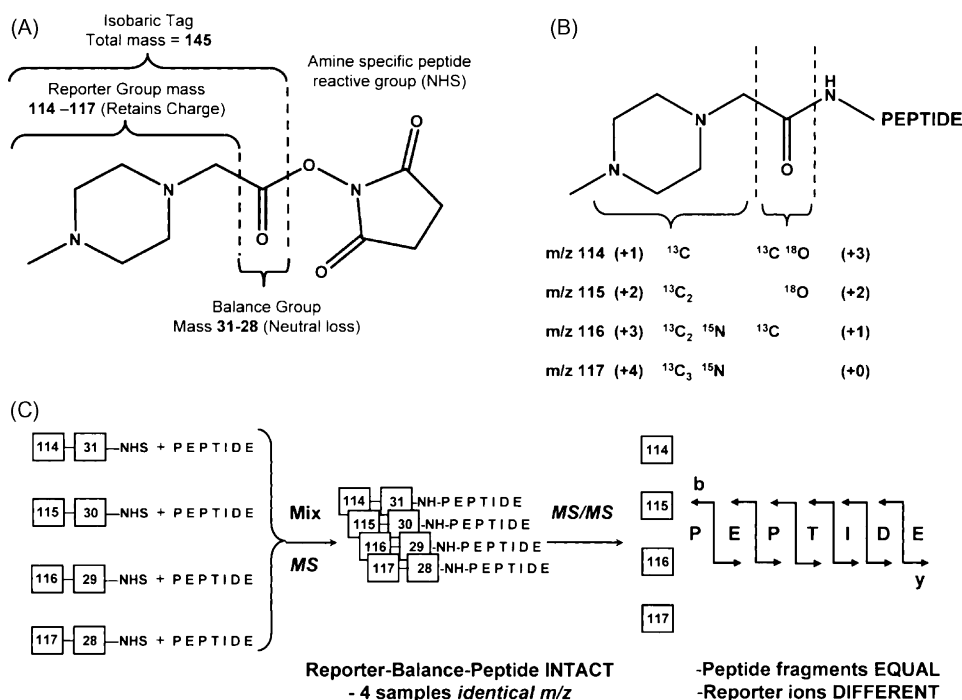 (A)
Isobaric Tag
Total mass = 145
Reporter Group mass
114 –117 (Retains Charge)
Amine specific peptide
reactive group (NHS)
N
N
O
O
N
O
O
Balance Group
Mass 31-28 (Neutral loss)
(B)
N
N
O
H
N
PEPTIDE
m/z 114 (+1) ¹³C ¹³C ¹⁸O (+3)
m/z 115 (+2) ¹³C₂ ¹⁸O (+2)
m/z 116 (+3) ¹³C₂ ¹⁵N ¹³C (+1)
m/z 117 (+4) ¹³C₃ ¹⁵N (+0)
(C)
114 31 –NHS + PEPTIDE
115 30 –NHS + PEPTIDE
116 29 –NHS + PEPTIDE
117 28 –NHS + PEPTIDE
Mix
MS
114 31 -NH-PEPTIDE
115 30 -NH-PEPTIDE
116 29 -NH-PEPTIDE
117 28 -NH-PEPTIDE
MS/MS
114
115
116
117
b
P E P T I D E
y
Reporter-Balance-Peptide INTACT
- 4 samples identical m/z
-Peptide fragments EQUAL
-Reporter ions DIFFERENT